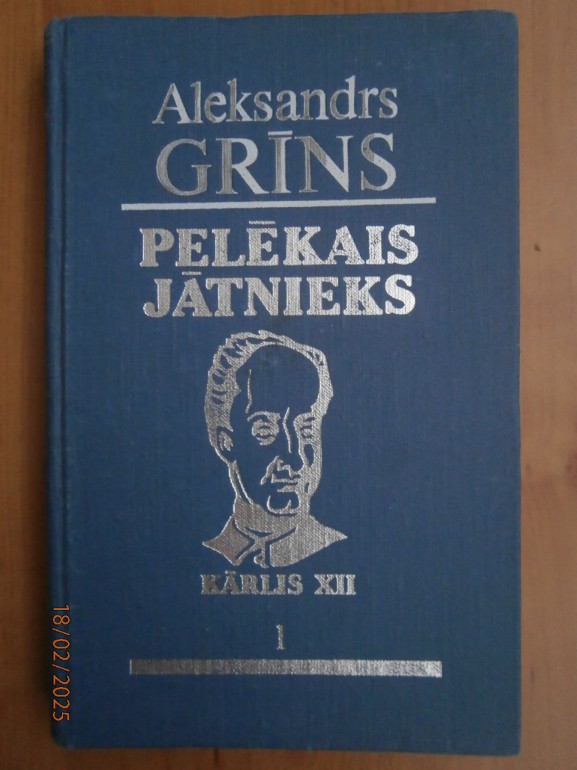 Aleksandrs
GRĪNS
PELĒKAIS
JĀTNIEKS
KĀRLIS XII
1
18/02/2025